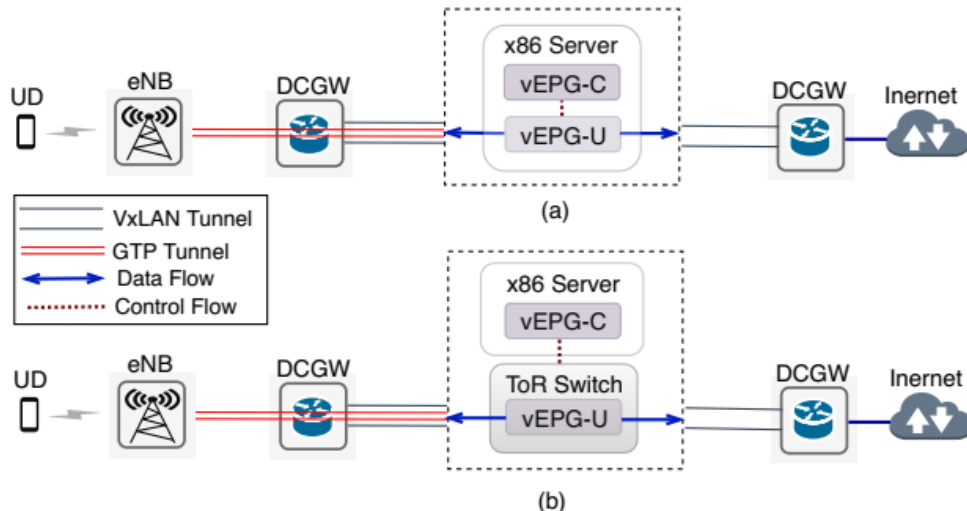 x86 Server
eNB
DCGW
vEPG-C
DCGW
Inernet
UD
vEPG-U
(a)
VxLAN Tunnel
GTP Tunnel
Data Flow
Control Flow
x86 Server
vEPG-C
eNB
DCGW
ToR Switch
DCGW
Inernet
UD
vEPG-U
(b)